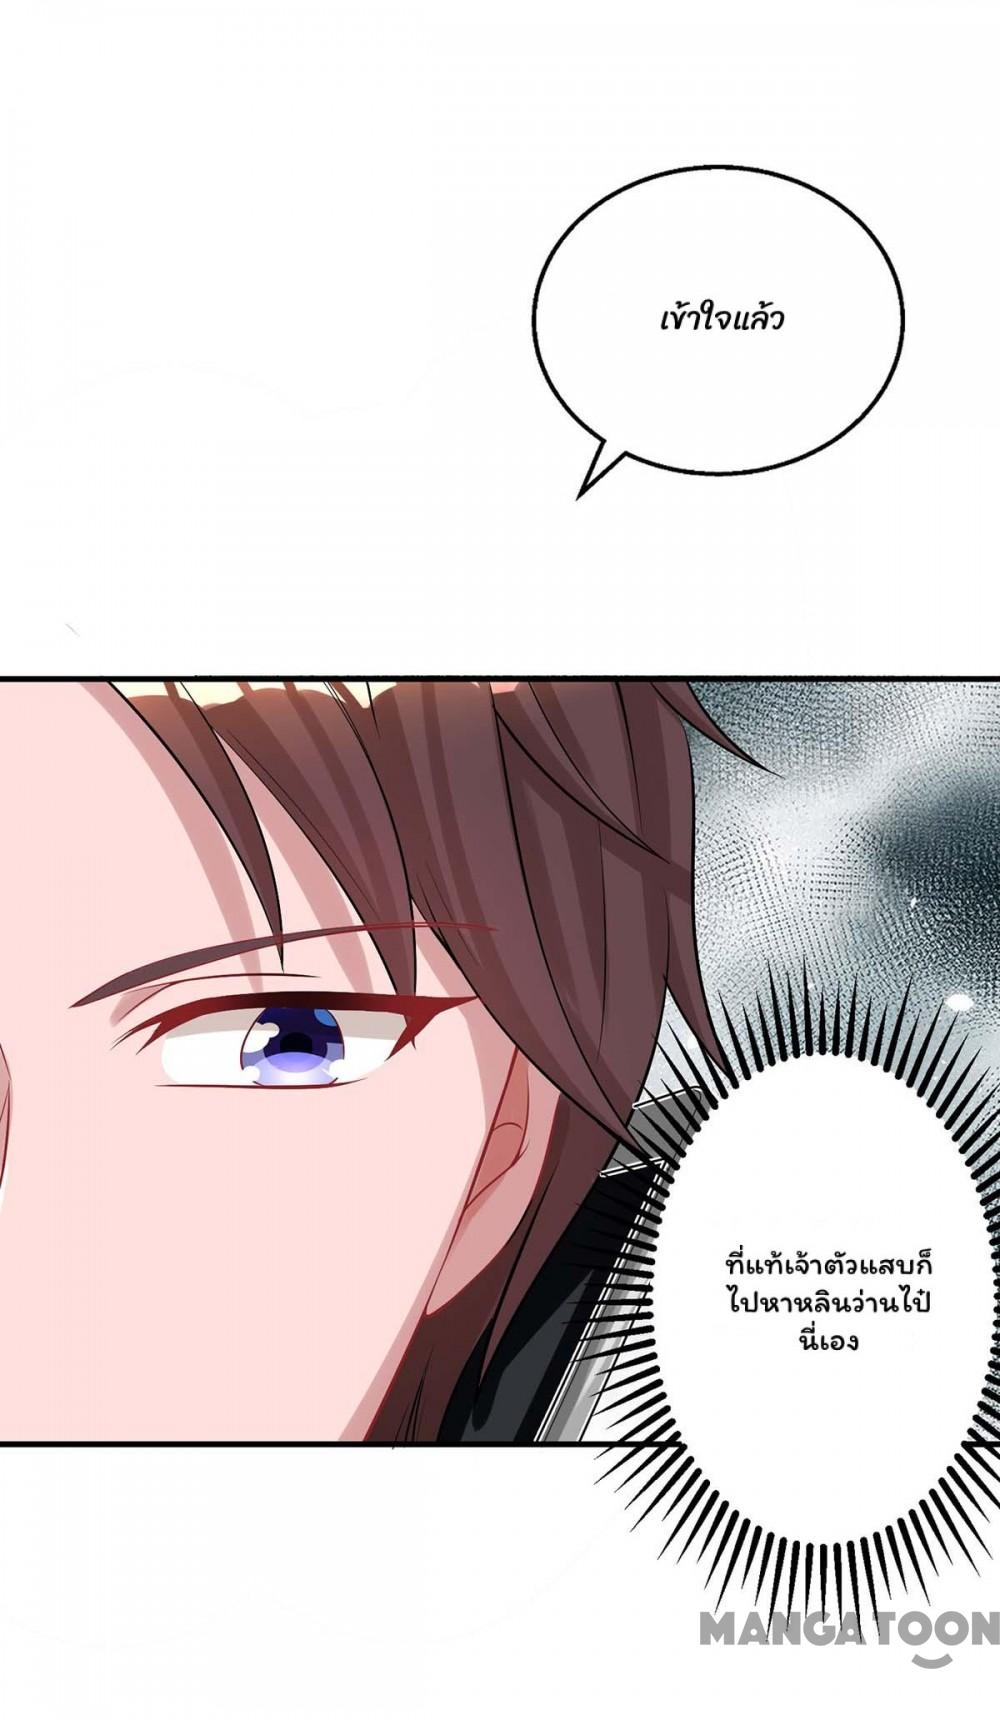 เข้าใจแล้ว
ที่แท้เจ้าตัวแสบก็
ไปหาหลินว่านไป๋
นี่เอง
MANGATOON